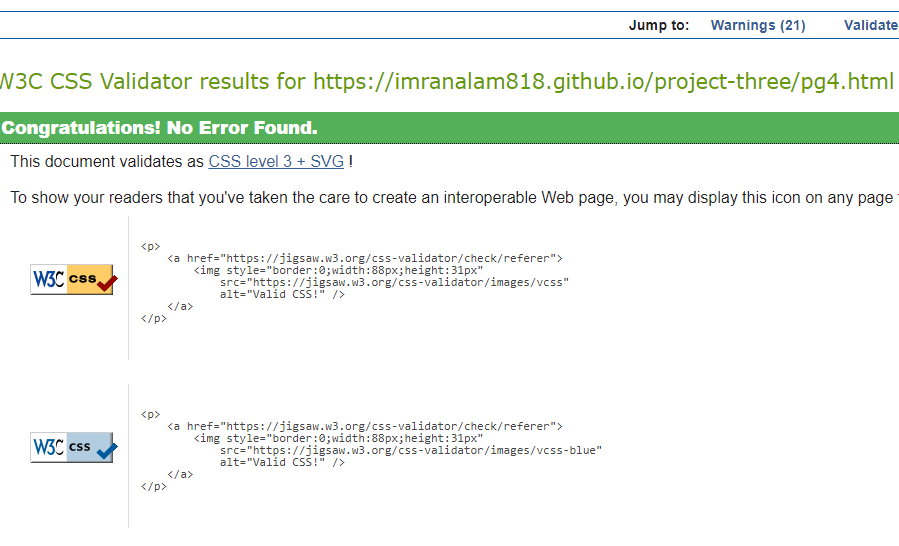 Jump to: Warnings (21) Validate
W3C CSS Validator results for https://imranalam818.github.io/project-three/pg4.html
Congratulations! No Error Found.
This document validates as CSS level 3 + SVG !
To show your readers that you've taken the care to create an interoperable Web page, you may display this icon on any page
W3C css
<p>
<a href="https://jigsaw.w3.org/css-validator/check/referer">
<img style="border:0;width:88px;height:31px"
src="https://jigsaw.w3.org/css-validator/images/vcss"
alt="Valid CSS!" />
</a>
</p>
W3C css
<p>
<a href="https://jigsaw.w3.org/css-validator/check/referer">
<img style="border:0;width:88px;height:31px"
src="https://jigsaw.w3.org/css-validator/images/vcss-blue"
alt="Valid CSS!" />
</a>
</p>